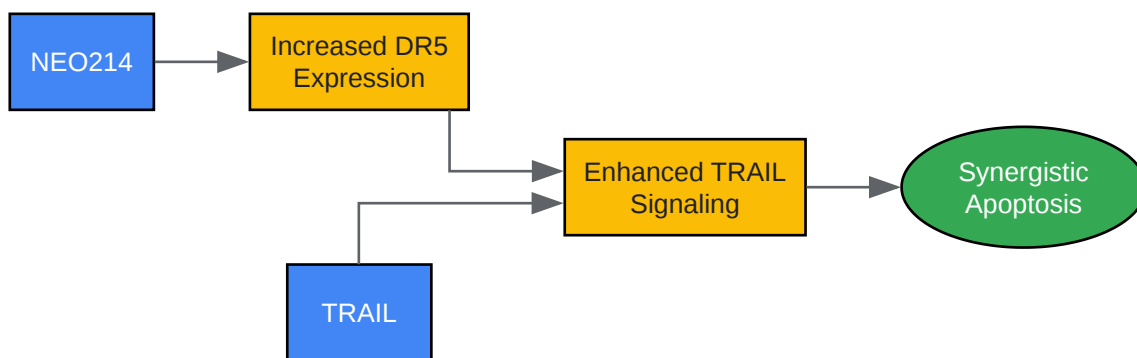 NEO214
Increased DR5
Expression
Enhanced TRAIL
Signaling
Synergistic
Apoptosis
TRAIL